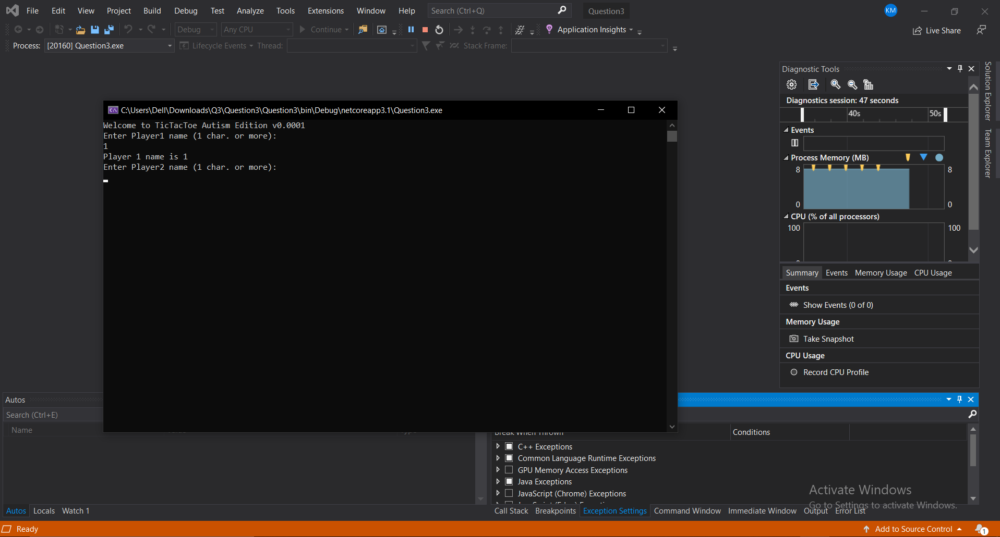 File Edit View Project Build Debug Test Analyze Tools Extensions Window Help Search (Ctrl+Q) Question3 KM
Debug Any CPU Continue Application Insights Live Share
Process: [20160] Question3.exe Lifecycle Events Thread: Stack Frame:
C:\Users\Dell\Downloads\Q3\Question3\Question3\bin\Debug\netcoreapp3.1\Question3.exe
Welcome to TicTacToe Autism Edition v0.0001
Enter Player1 name (1 char. or more):
1
Player 1 name is 1
Enter Player2 name (1 char. or more):
Diagnostic Tools
Diagnostics session: 47 seconds
40s 50s
Events
Process Memory (MB)
8 8
0 0
CPU (% of all processors)
100 100
Summary Events Memory Usage CPU Usage
Events
Show Events (0 of 0)
Memory Usage
Take Snapshot
CPU Usage
Record CPU Profile
Solution Explorer
Team Explorer
Autos
Search (Ctrl+E)
Name
Break When Thrown Conditions
C++ Exceptions
Common Language Runtime Exceptions
GPU Memory Access Exceptions
Java Exceptions
JavaScript (Chrome) Exceptions
Activate Windows
Go to Settings to activate Windows.
Autos Locals Watch 1
Call Stack Breakpoints Exception Settings Command Window Immediate Window Output Error List
Ready Add to Source Control 1